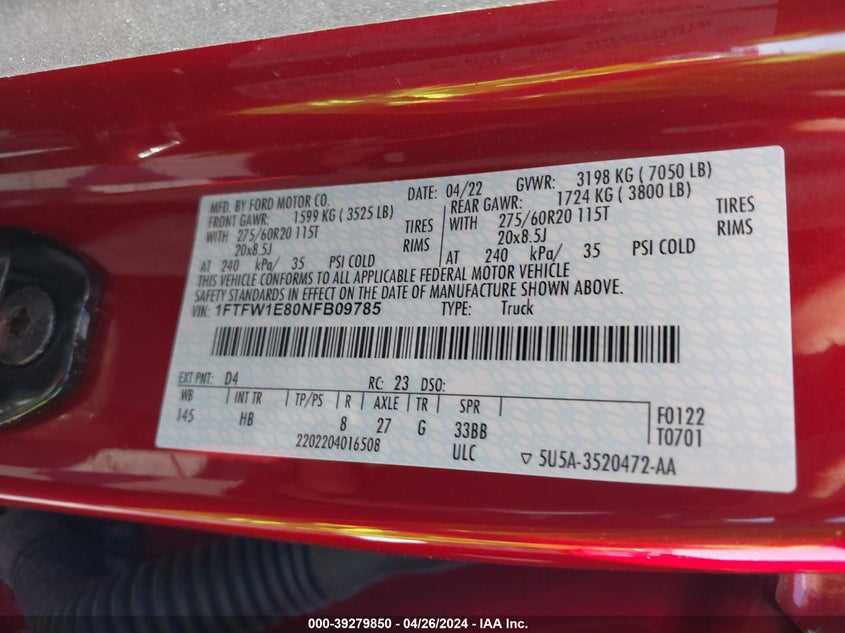 MFD. BY FORD MOTOR CO.
DATE: 04/22 GVWR: 3198 KG ( 7050 LB)
FRONT GAWR: 1599 KG ( 3525 LB)
REAR GAWR: 1724 KG ( 3800 LB)
WITH 275/60R20 115T TIRES
WITH 275/60R20 115T TIRES
20x8.5J RIMS
20x8.5J RIMS
AT 240 kPa/ 35 PSI COLD
AT 240 kPa/ 35 PSI COLD
THIS VEHICLE CONFORMS TO ALL APPLICABLE FEDERAL MOTOR VEHICLE
SAFETY STANDARDS IN EFFECT ON THE DATE OF MANUFACTURE SHOWN ABOVE.
VIN: 1FTFW1E80NFB09785 TYPE: Truck
EXT PNT: D4 RC: 23 DSO:
WB INT TR TP/PS R AXLE TR SPR
145 HB 8 27 G 33BB
F0122
T0701
2202204016508 ULC
5U5A-3520472-AA
000-39279850 - 04/26/2024 - IAA Inc.